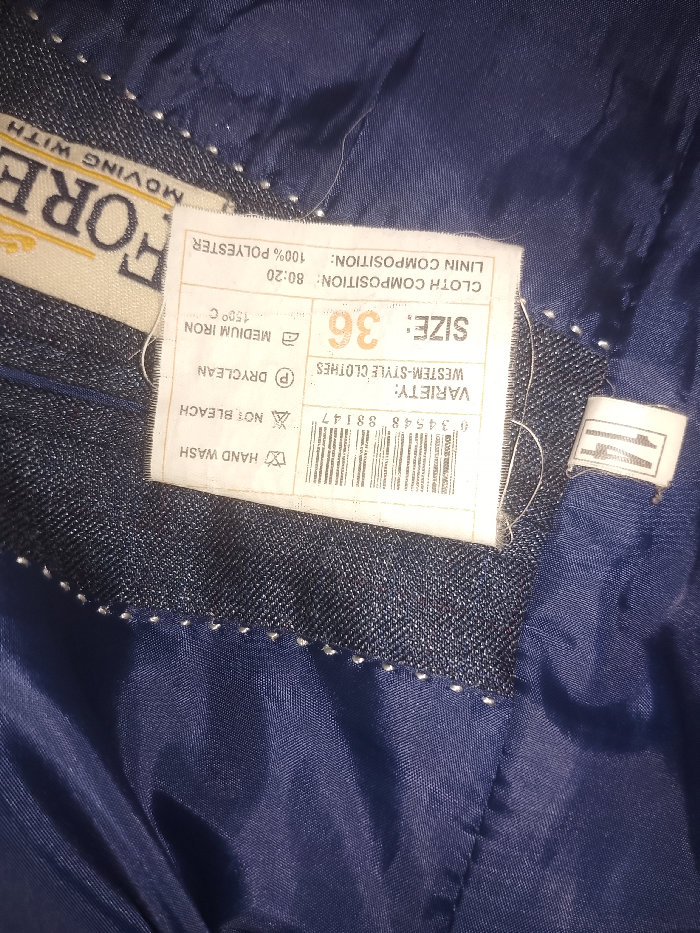 0 34548 88147
VARIETY:
WESTEM-STYLE CLOTHES
SIZE: 36
CLOTH COMPOSITION: 80:20
LININ COMPOSITION: 100% POLYESTER
HAND WASH
NOT BLEACH
DRYCLEAN
MEDIUM IRON
150° C
FORE
MOVING WITH